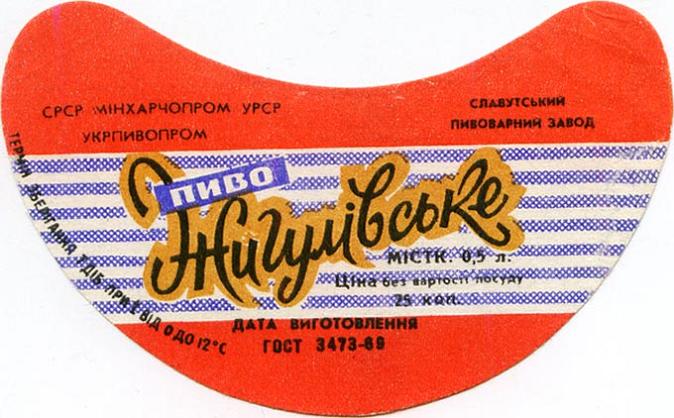 СРСР МІНХАРЧОПРОМ УРСР
УКРПИВОПРОМ
СЛАВУТСЬКИЙ
ПИВОВАРНИЙ ЗАВОД
ПИВО
Жигулівське
МІСТК. 0,5 л.
Ціна без вартості посуду
25 коп.
ДАТА ВИГОТОВЛЕННЯ
ГОСТ 3473-69
ТЕРМІН ЗБЕРІГАННЯ 7 ДІБ ПРИ t ВІД 0 ДО 12°С